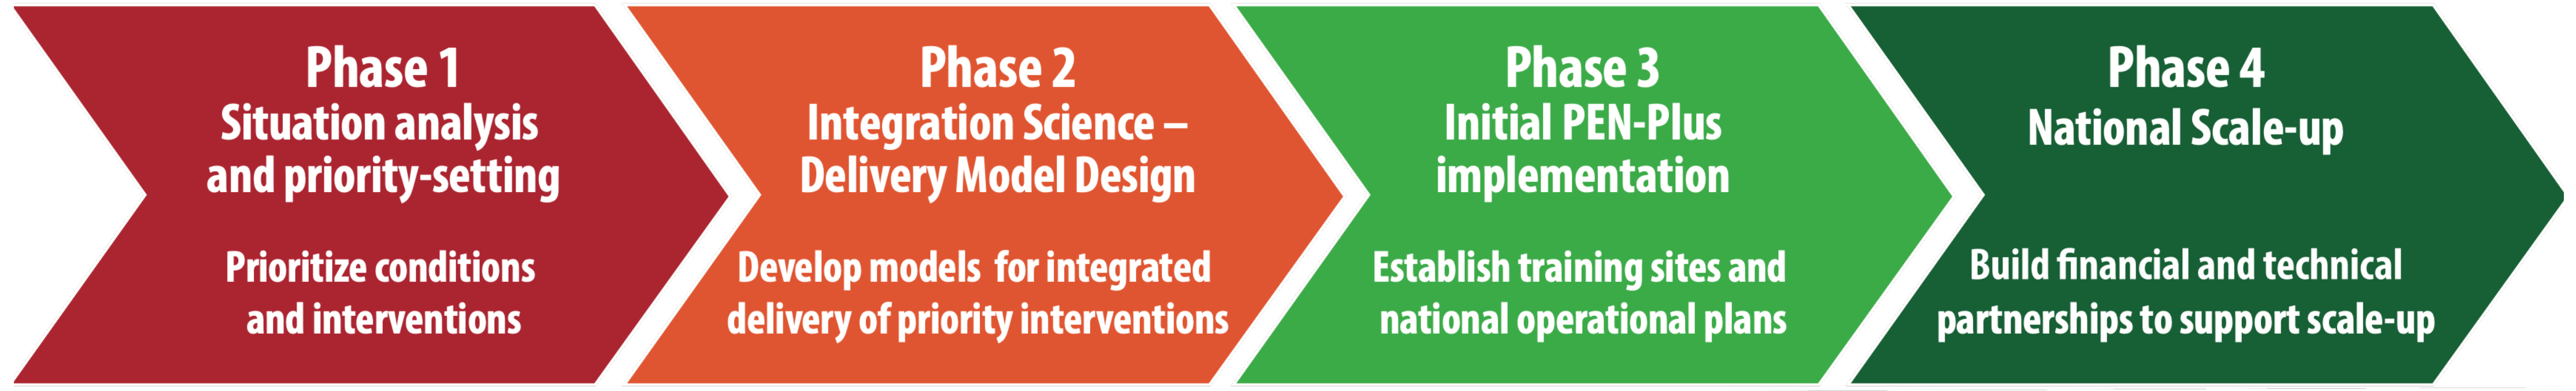 Phase 1
Situation analysis
and priority-setting
Prioritize conditions
and interventions
Phase 2
Integration Science –
Delivery Model Design
Develop models for integrated
delivery of priority interventions
Phase 3
Initial PEN-Plus
implementation
Establish training sites and
national operational plans
Phase 4
National Scale-up
Build financial and technical
partnerships to support scale-up